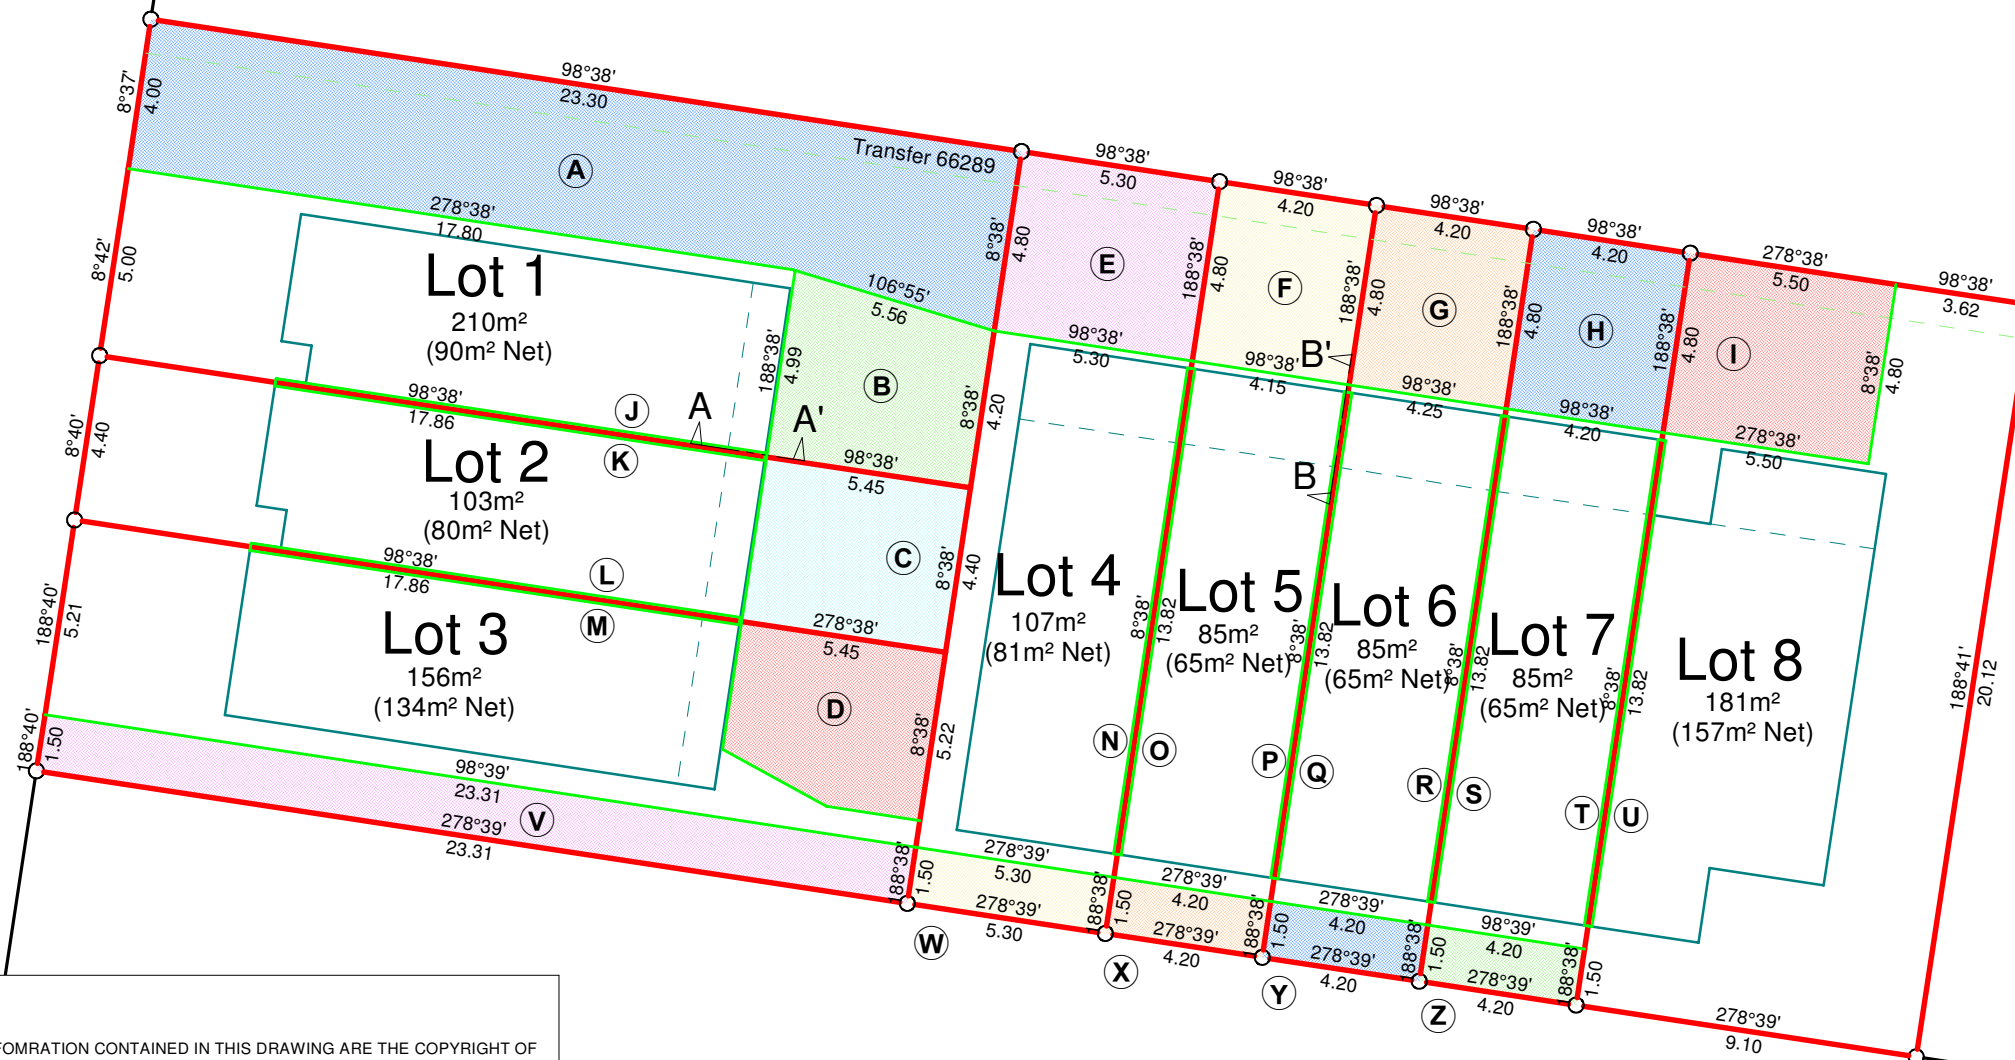 98°38'
23.30
8°37'
4.00
Transfer 66289
A
98°38'
5.30
98°38'
4.20
98°38'
4.20
98°38'
4.20
278°38'
5.50
98°38'
3.62
278°38'
17.80
8°42'
5.00
Lot 1
210m²
(90m² Net)
106°55'
5.56
8°38'
4.80
E
188°38'
4.80
F
188°38'
4.80
G
188°38'
4.80
H
188°38'
4.80
I
8°38'
4.80
188°38'
4.99
B
8°38'
4.20
98°38'
5.30
98°38'
4.15
B'
98°38'
4.25
98°38'
4.20
278°38'
5.50
98°38'
17.86
J
K
A
A'
98°38'
5.45
8°40'
4.40
Lot 2
103m²
(80m² Net)
B
C
8°38'
4.40
98°38'
17.86
L
M
278°38'
5.45
188°40'
5.21
Lot 3
156m²
(134m² Net)
D
8°38'
5.22
Lot 4
107m²
(81m² Net)
8°38'
13.82
Lot 5
85m²
(65m² Net)
8°38'
13.82
Lot 6
85m²
(65m² Net)
8°38'
13.82
Lot 7
85m²
(65m² Net)
8°38'
13.82
Lot 8
181m²
(157m² Net)
188°41'
20.12
N
O
P
Q
R
S
T
U
188°40'
1.50
98°39'
23.31
V
278°39'
23.31
188°38'
1.50
278°39'
5.30
278°39'
5.30
W
188°38'
1.50
278°39'
4.20
278°39'
4.20
X
188°38'
1.50
278°39'
4.20
278°39'
4.20
Y
188°38'
1.50
98°39'
4.20
278°39'
4.20
Z
188°38'
1.50
278°39'
9.10
FOMRATION CONTAINED IN THIS DRAWING ARE THE COPYRIGHT OF